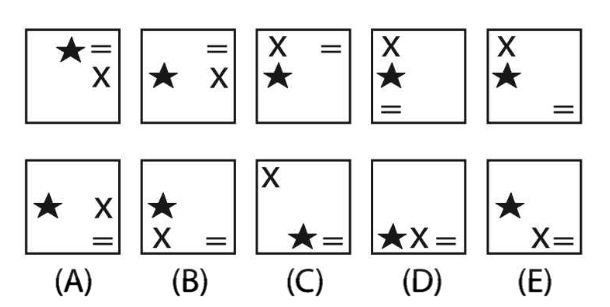 ★ =
X
=
★ X
X =
★
X
★
=
X
★
=
★ X
=
★
X =
X
★ =
★ X =
★
X =
(A) (B) (C) (D) (E)